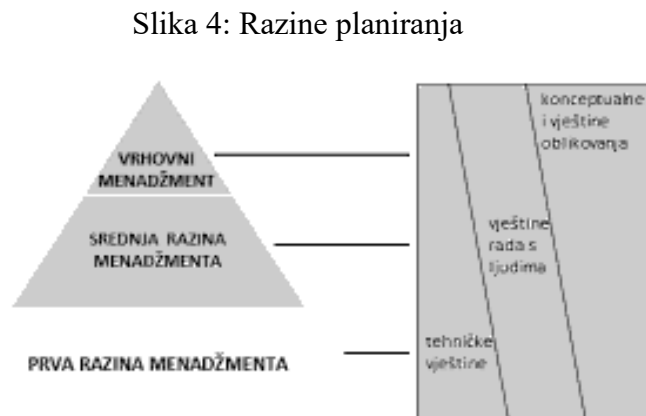 Slika 4: Razine planiranja
VRHOVNI
MENADŽMENT
SREDNJA RAZINA
MENADŽMENTA
PRVA RAZINA MENADŽMENTA
konceptualne
i vještine
oblikovanja
vještine
rada s
ljudima
tehničke
vještine